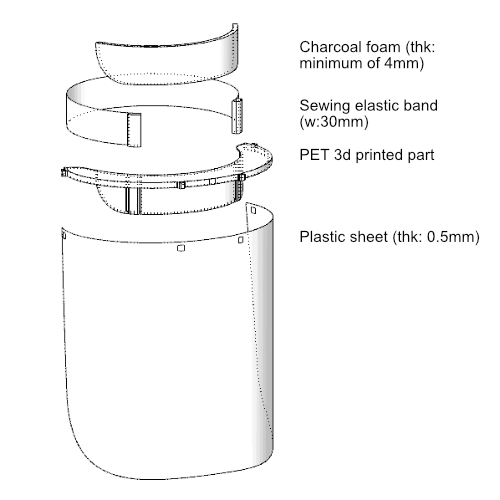 Charcoal foam (thk:
minimum of 4mm)
Sewing elastic band
(w:30mm)
PET 3d printed part
Plastic sheet (thk: 0.5mm)